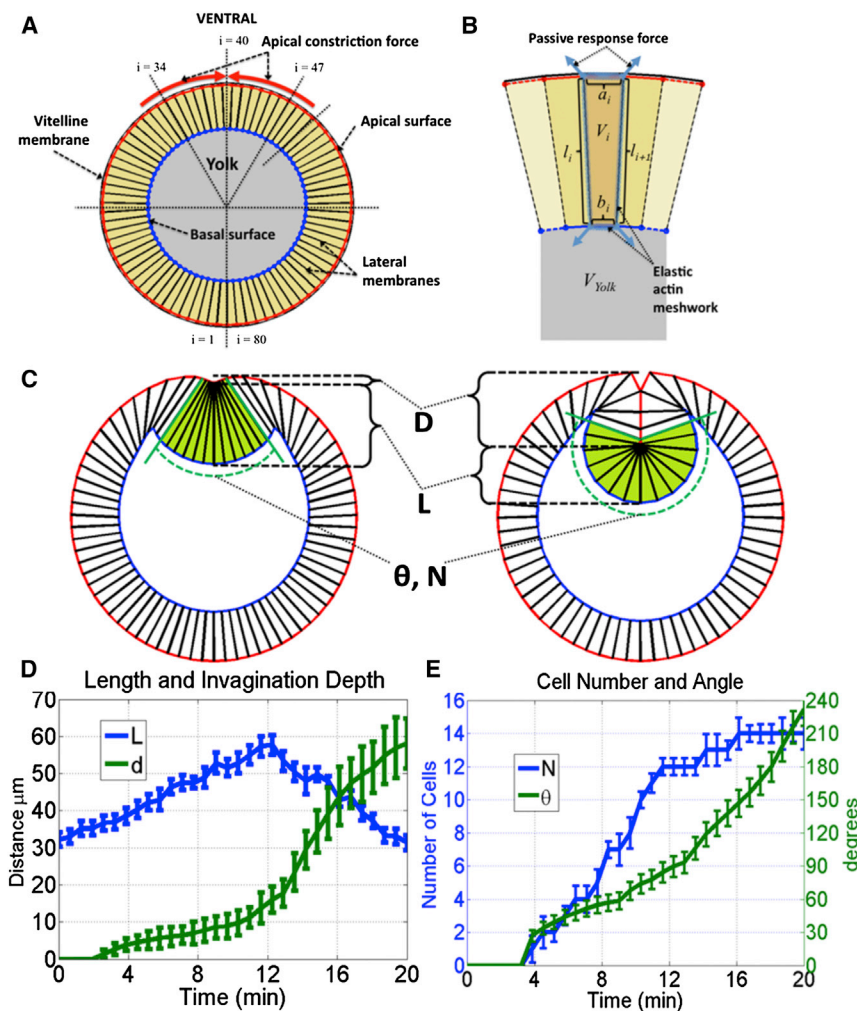 A
VENTRAL
Apical constriction force
i = 40
i = 34
i = 47
Vitelline
membrane
Apical surface
Yolk
Basal surface
Lateral
membranes
i = 1
i = 80
B
Passive response force
a_i
V_i
l_i
l_{i+1}
b_i
V_{Yolk}
Elastic
actin
meshwork
C
D
L
θ, N
D
Length and Invagination Depth
70
60
50
40
30
20
10
0
Distance μm
L
d
0
4
8
12
16
20
Time (min)
E
Cell Number and Angle
16
14
12
10
8
6
4
2
0
Number of Cells
N
θ
240
210
180
150
120
90
60
30
0
degrees
0
4
8
12
16
20
Time (min)